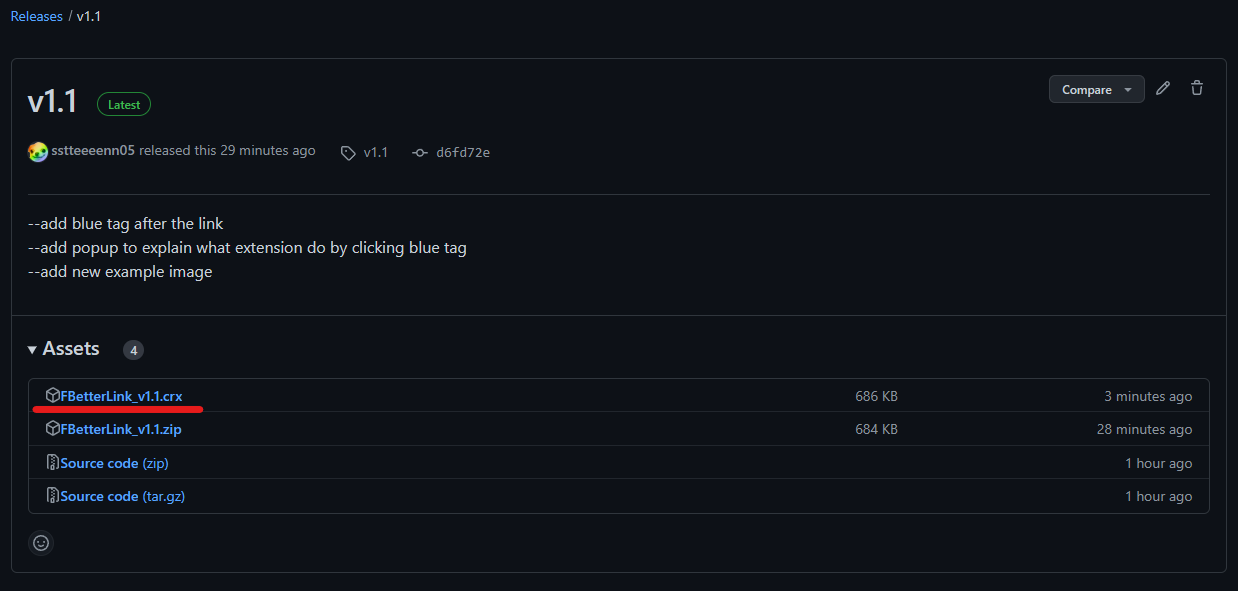 Releases / v1.1
v1.1 Latest
Compare
sstteeeenn05 released this 29 minutes ago v1.1 d6fd72e
--add blue tag after the link
--add popup to explain what extension do by clicking blue tag
--add new example image
Assets 4
FBetterLink_v1.1.crx 686 KB 3 minutes ago
FBetterLink_v1.1.zip 684 KB 28 minutes ago
Source code (zip) 1 hour ago
Source code (tar.gz) 1 hour ago